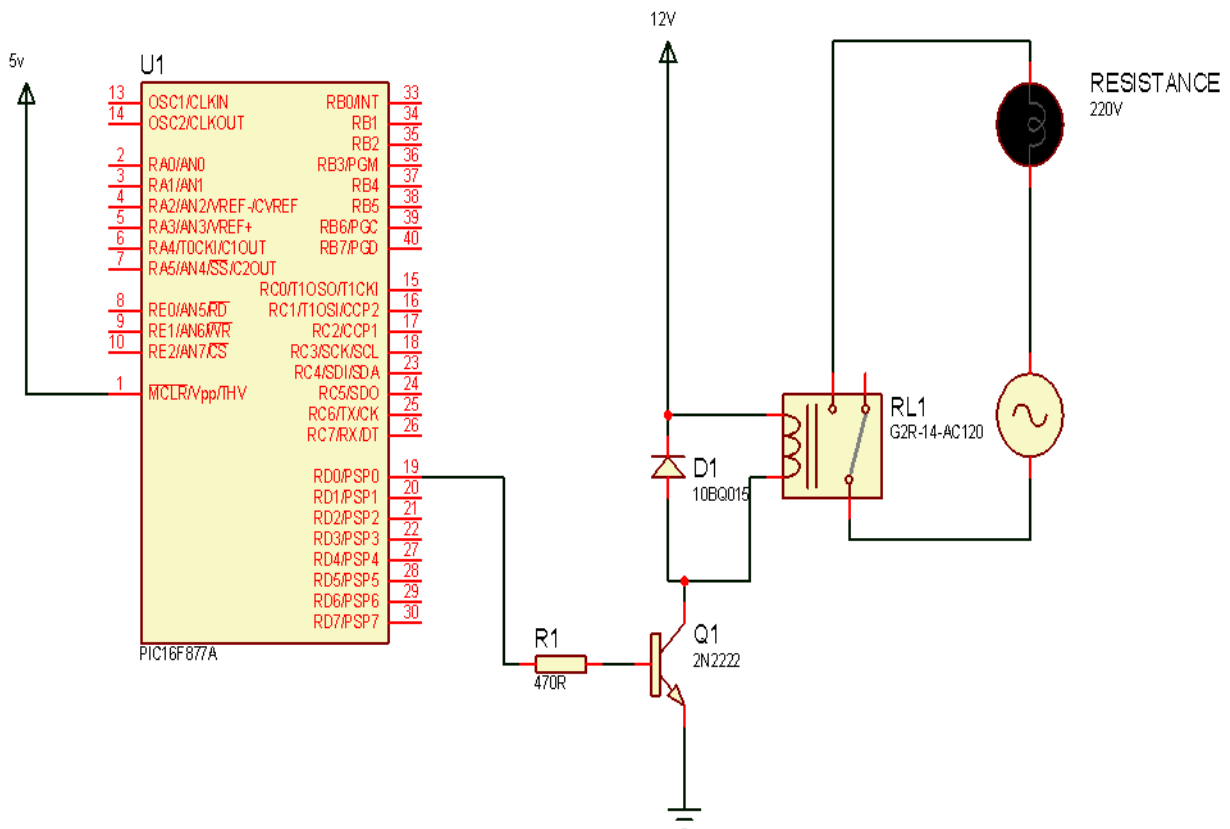 5v
12V
U1
13 OSC1/CLKIN
14 OSC2/CLKOUT
2 RA0/AN0
3 RA1/AN1
4 RA2/AN2/VREF-/CVREF
5 RA3/AN3/VREF+
6 RA4/T0CKI/C1OUT
7 RA5/AN4/SS/C2OUT
8 RE0/AN5/RD
9 RE1/AN6/WR
10 RE2/AN7/CS
1 MCLR/Vpp/THV
RB0/INT 33
RB1 34
RB2 35
RB3/PGM 36
RB4 37
RB5 38
RB6/PGC 39
RB7/PGD 40
RC0/T1OSO/T1CKI 15
RC1/T1OSI/CCP2 16
RC2/CCP1 17
RC3/SCK/SCL 18
RC4/SDI/SDA 23
RC5/SDO 24
RC6/TX/CK 25
RC7/RX/DT 26
RD0/PSP0 19
RD1/PSP1 20
RD2/PSP2 21
RD3/PSP3 22
RD4/PSP4 27
RD5/PSP5 28
RD6/PSP6 29
RD7/PSP7 30
PIC16F877A
R1
470R
Q1
2N2222
D1
10BQ015
RL1
G2R-14-AC120
RESISTANCE
220V